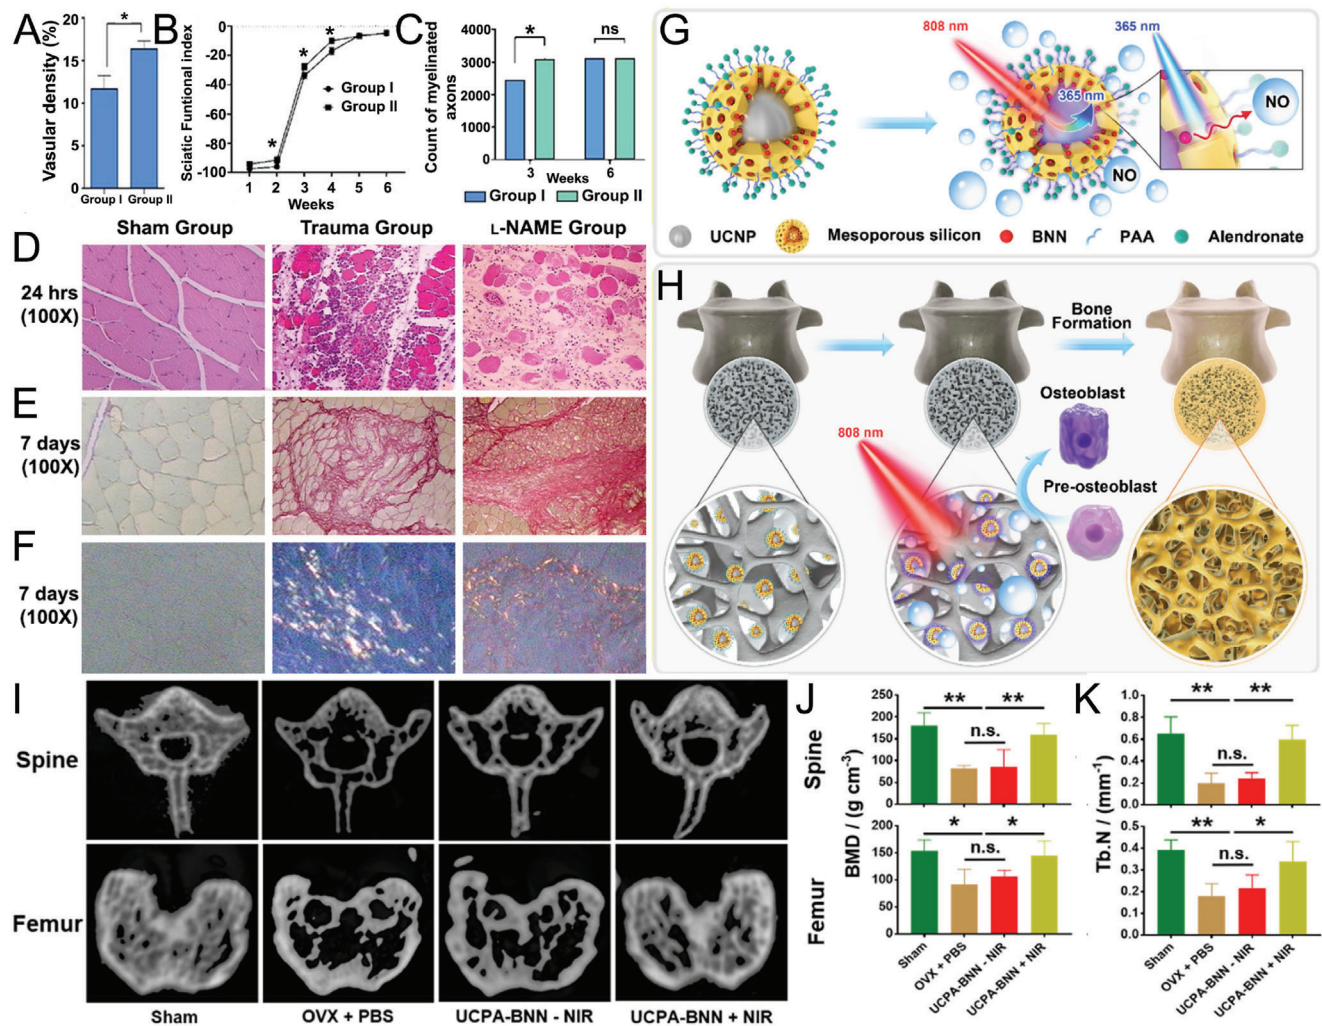 A
Vasular density (%)
20
15
10
5
0
*
Group I
Group II
B
Sciatic Funtional index
0
-20
-40
-60
-80
-100
*
*
*
Group I
Group II
1 2 3 4 5 6
Weeks
C
Count of myelinated
axons
4000
3000
2000
1000
0
*
ns
3
Weeks
6
Group I
Group II
Sham Group
Trauma Group
L-NAME Group
D
24 hrs
(100X)
E
7 days
(100X)
F
7 days
(100X)
G
808 nm
365 nm
365 nm
NO
NO
UCNP
Mesoporous silicon
BNN
PAA
Alendronate
H
Bone
Formation
Osteoblast
808 nm
Pre-osteoblast
I
Spine
Femur
Sham
OVX + PBS
UCPA-BNN - NIR
UCPA-BNN + NIR
J
Spine
Femur
BMD / (g cm-3)
250
200
150
100
50
0
**
**
n.s.
200
150
100
50
0
*
*
n.s.
Sham
OVX + PBS
UCPA-BNN - NIR
UCPA-BNN + NIR
K
Tb.N / (mm-1)
1.0
0.8
0.6
0.4
0.2
0.0
**
**
n.s.
0.5
0.4
0.3
0.2
0.1
0.0
**
*
n.s.
Sham
OVX + PBS
UCPA-BNN - NIR
UCPA-BNN + NIR